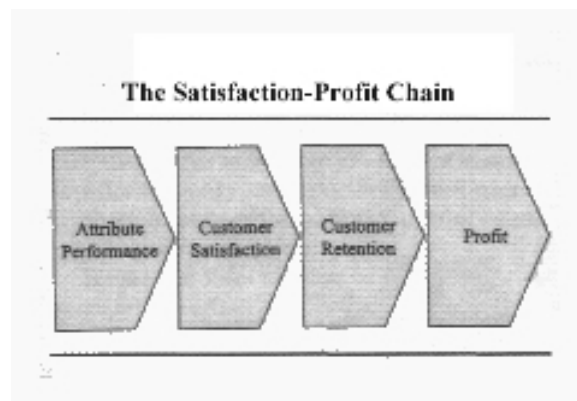 The Satisfaction-Profit Chain
Attribute
Performance
Customer
Satisfaction
Customer
Retention
Profit